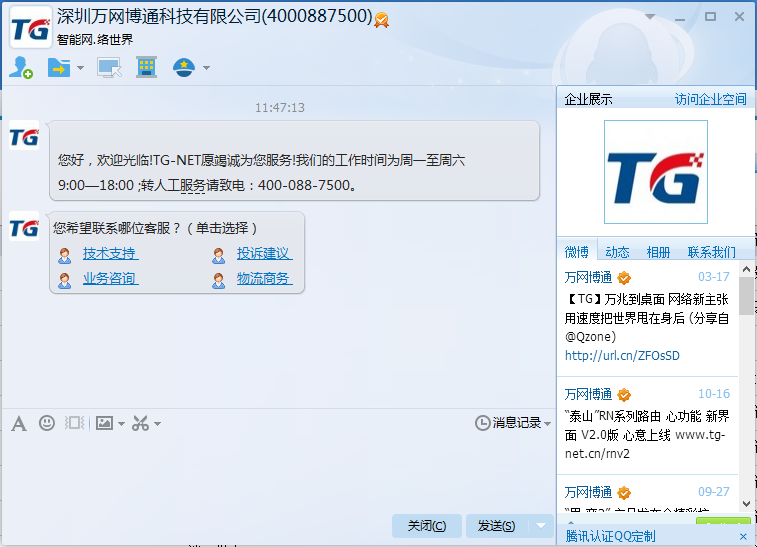 TG
深圳万网博通科技有限公司(4000887500)
智能网.络世界
11:47:13
TG
您好，欢迎光临!TG-NET愿竭诚为您服务!我们的工作时间为周一至周六
9:00—18:00 ;转人工服务请致电：400-088-7500。
TG
您希望联系哪位客服？（单击选择）
技术支持 投诉建议
业务咨询 物流商务
消息记录
关闭(C) 发送(S)
企业展示 访问企业空间
TG
微博 动态 相册 联系我们
万网博通 03-17
【TG】万兆到桌面 网络新主张
用速度把世界甩在身后 (分享自
@Qzone)
http://url.cn/ZFOsSD
万网博通 10-16
“泰山”RN系列路由 心功能 新界
面 V2.0版 心意上线 www.tg-
net.cn/rnv2
万网博通 09-27
腾讯认证QQ定制